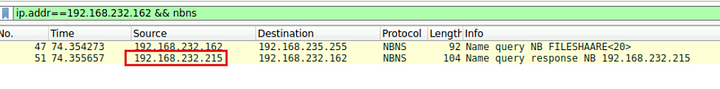 ip.addr==192.168.232.162 && nbns
No. Time Source Destination Protocol Length Info
47 74.354273 192.168.232.162 192.168.235.255 NBNS 92 Name query NB FILESHAARE<20>
51 74.355657 192.168.232.215 192.168.232.162 NBNS 104 Name query response NB 192.168.232.215